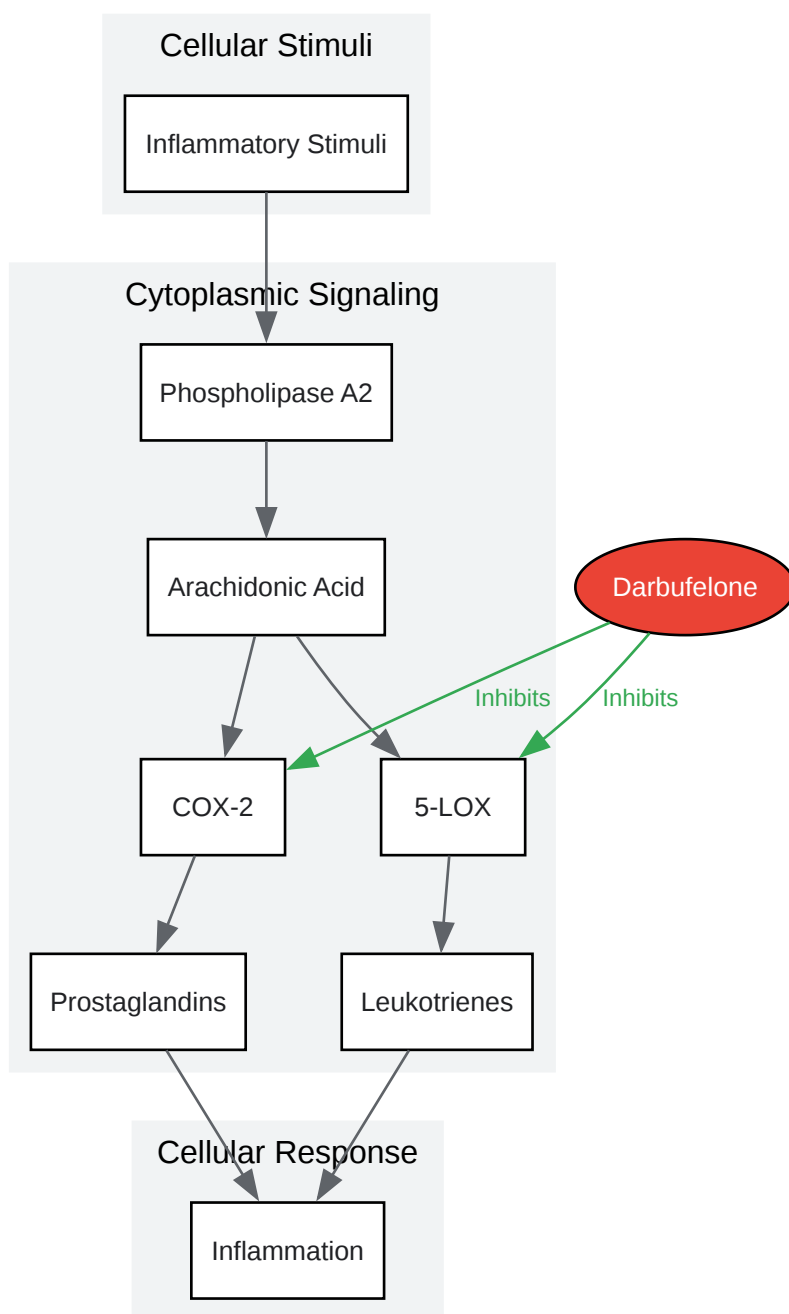 Cellular Stimuli
Inflammatory Stimuli
Cytoplasmic Signaling
Phospholipase A2
Arachidonic Acid
Darbufelone
Inhibits
Inhibits
COX-2
5-LOX
Prostaglandins
Leukotrienes
Cellular Response
Inflammation